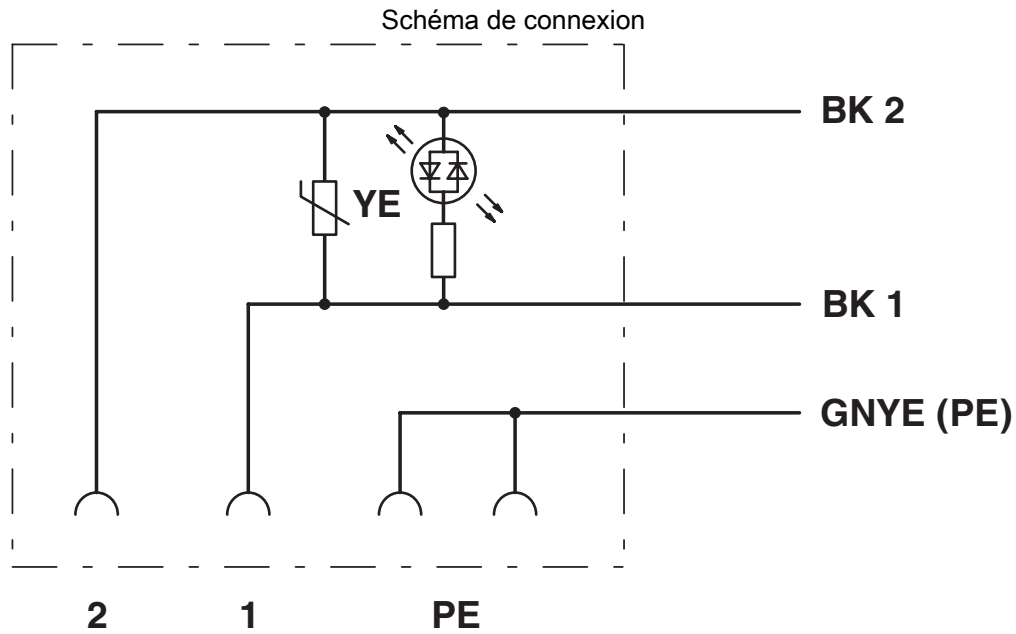 Schéma de connexion
BK 2
YE
BK 1
GNYE (PE)
2 1 PE